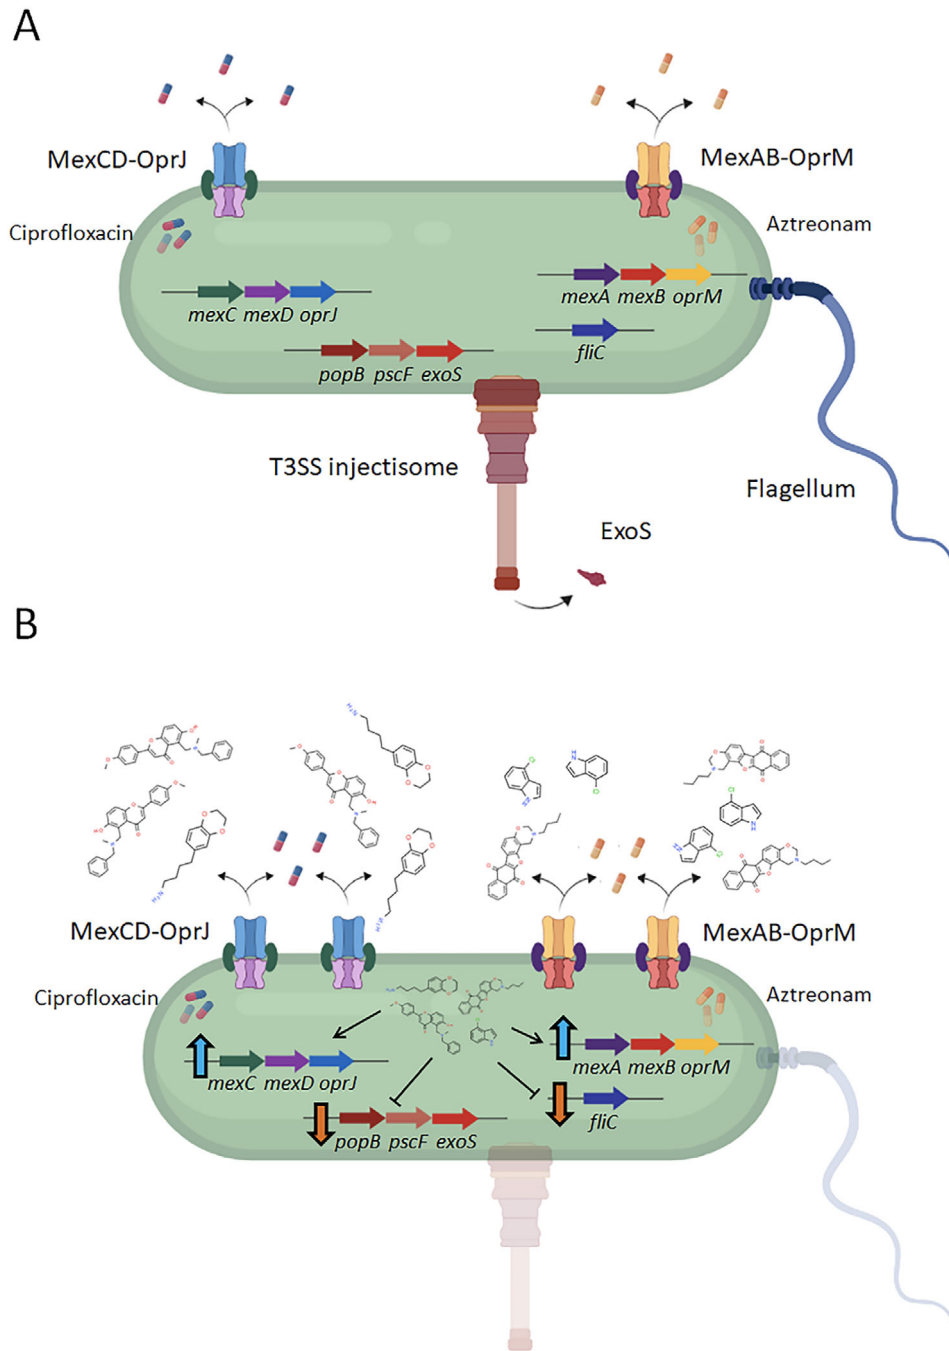 A
MexCD-OprJ
MexAB-OprM
Ciprofloxacin
Aztreonam
mexC mexD oprJ
mexA mexB oprM
fliC
popB pscF exoS
T3SS injectisome
Flagellum
ExoS
B
MexCD-OprJ
MexAB-OprM
Ciprofloxacin
Aztreonam
mexC mexD oprJ
mexA mexB oprM
popB pscF exoS
fliC